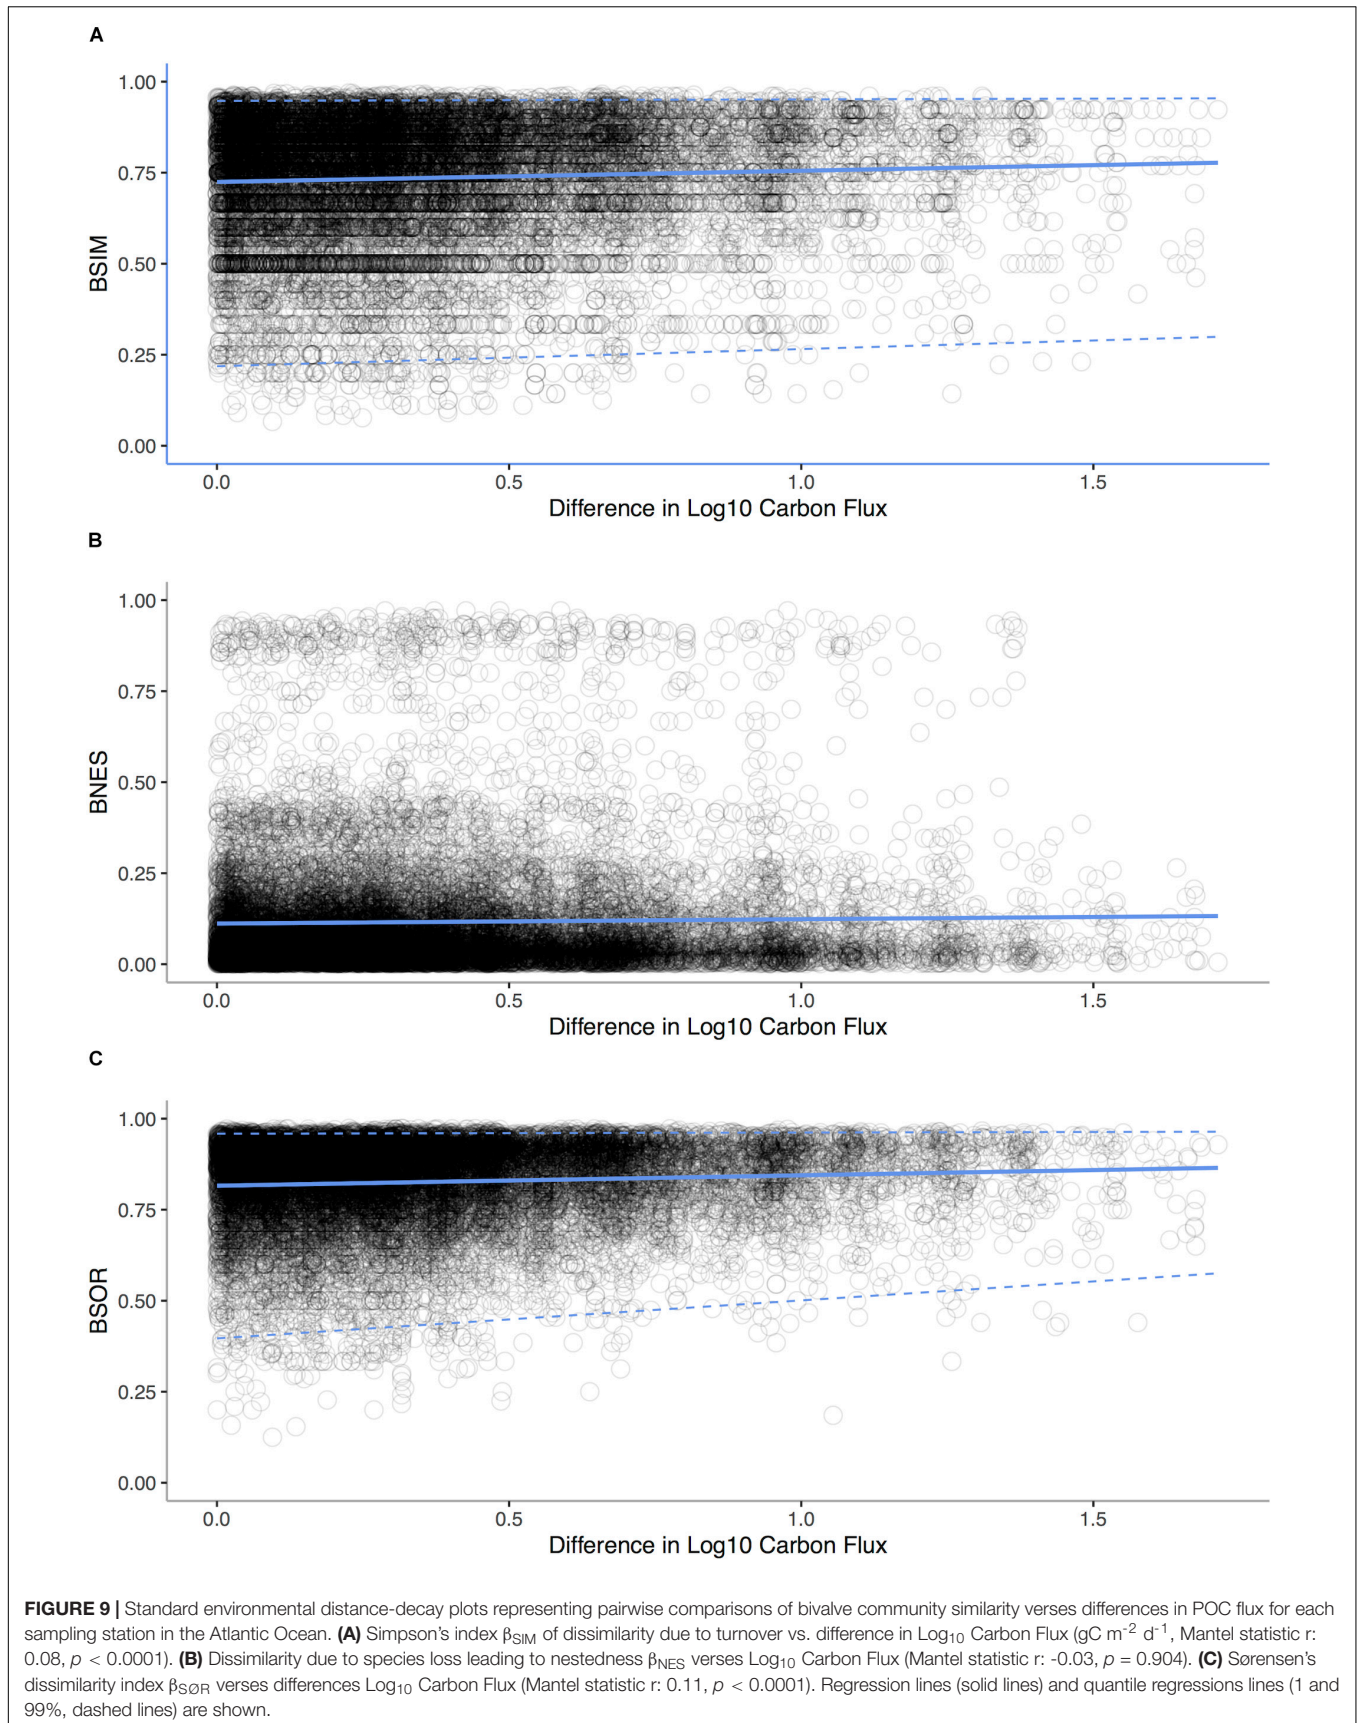 A
1.00
0.75
0.50
0.25
0.00
BSIM
0.0 0.5 1.0 1.5
Difference in Log10 Carbon Flux
B
1.00
0.75
0.50
0.25
0.00
BNES
0.0 0.5 1.0 1.5
Difference in Log10 Carbon Flux
C
1.00
0.75
0.50
0.25
0.00
BSOR
0.0 0.5 1.0 1.5
Difference in Log10 Carbon Flux
FIGURE 9 | Standard environmental distance-decay plots representing pairwise comparisons of bivalve community similarity verses differences in POC flux for each
sampling station in the Atlantic Ocean. (A) Simpson's index βSIM of dissimilarity due to turnover vs. difference in Log10 Carbon Flux (gC m-2 d-1, Mantel statistic r:
0.08, p < 0.0001). (B) Dissimilarity due to species loss leading to nestedness βNES verses Log10 Carbon Flux (Mantel statistic r: -0.03, p = 0.904). (C) Sørensen's
dissimilarity index βSØR verses differences Log10 Carbon Flux (Mantel statistic r: 0.11, p < 0.0001). Regression lines (solid lines) and quantile regressions lines (1 and
99%, dashed lines) are shown.